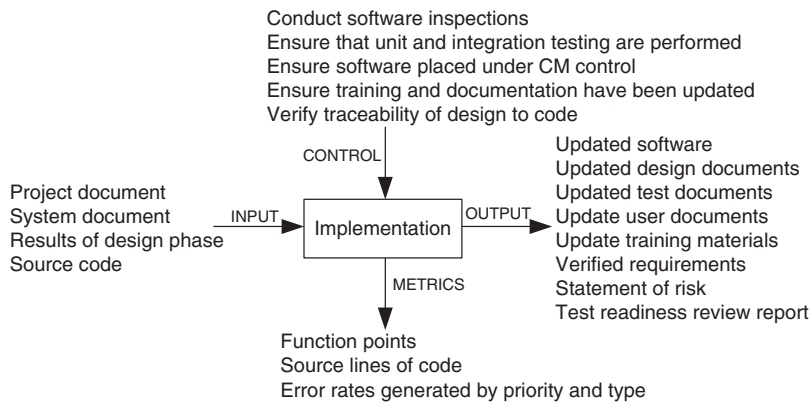 Conduct software inspections
Ensure that unit and integration testing are performed
Ensure software placed under CM control
Ensure training and documentation have been updated
Verify traceability of design to code
CONTROL
Project document
System document
Results of design phase
Source code
INPUT
Implementation
OUTPUT
Updated software
Updated design documents
Updated test documents
Update user documents
Update training materials
Verified requirements
Statement of risk
Test readiness review report
METRICS
Function points
Source lines of code
Error rates generated by priority and type